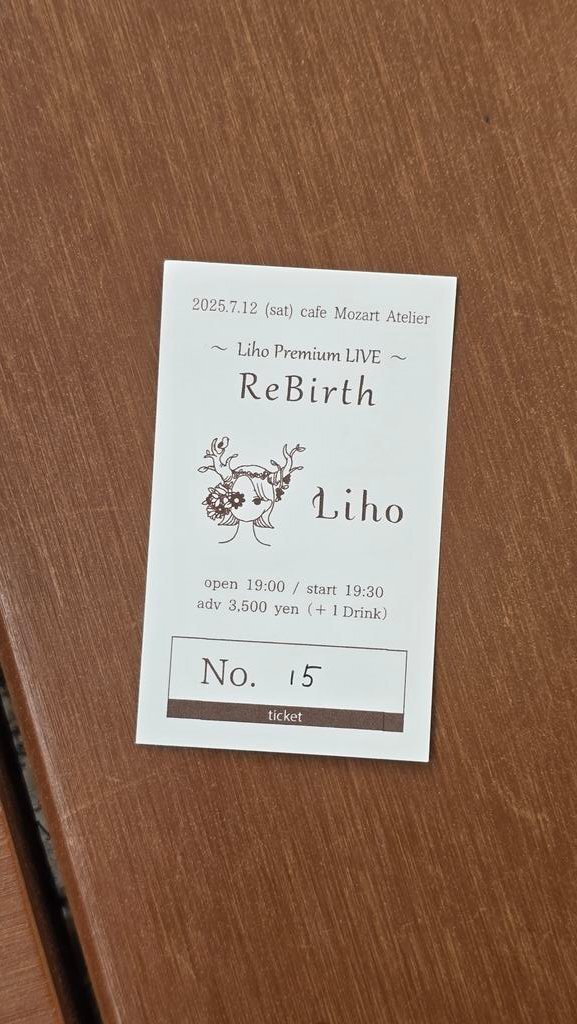 2025.7.12 (sat) cafe Mozart Atelier
～ Liho Premium LIVE ～
ReBirth
Liho
open 19:00 / start 19:30
adv 3,500 yen (+ 1 Drink)
No. 15
ticket